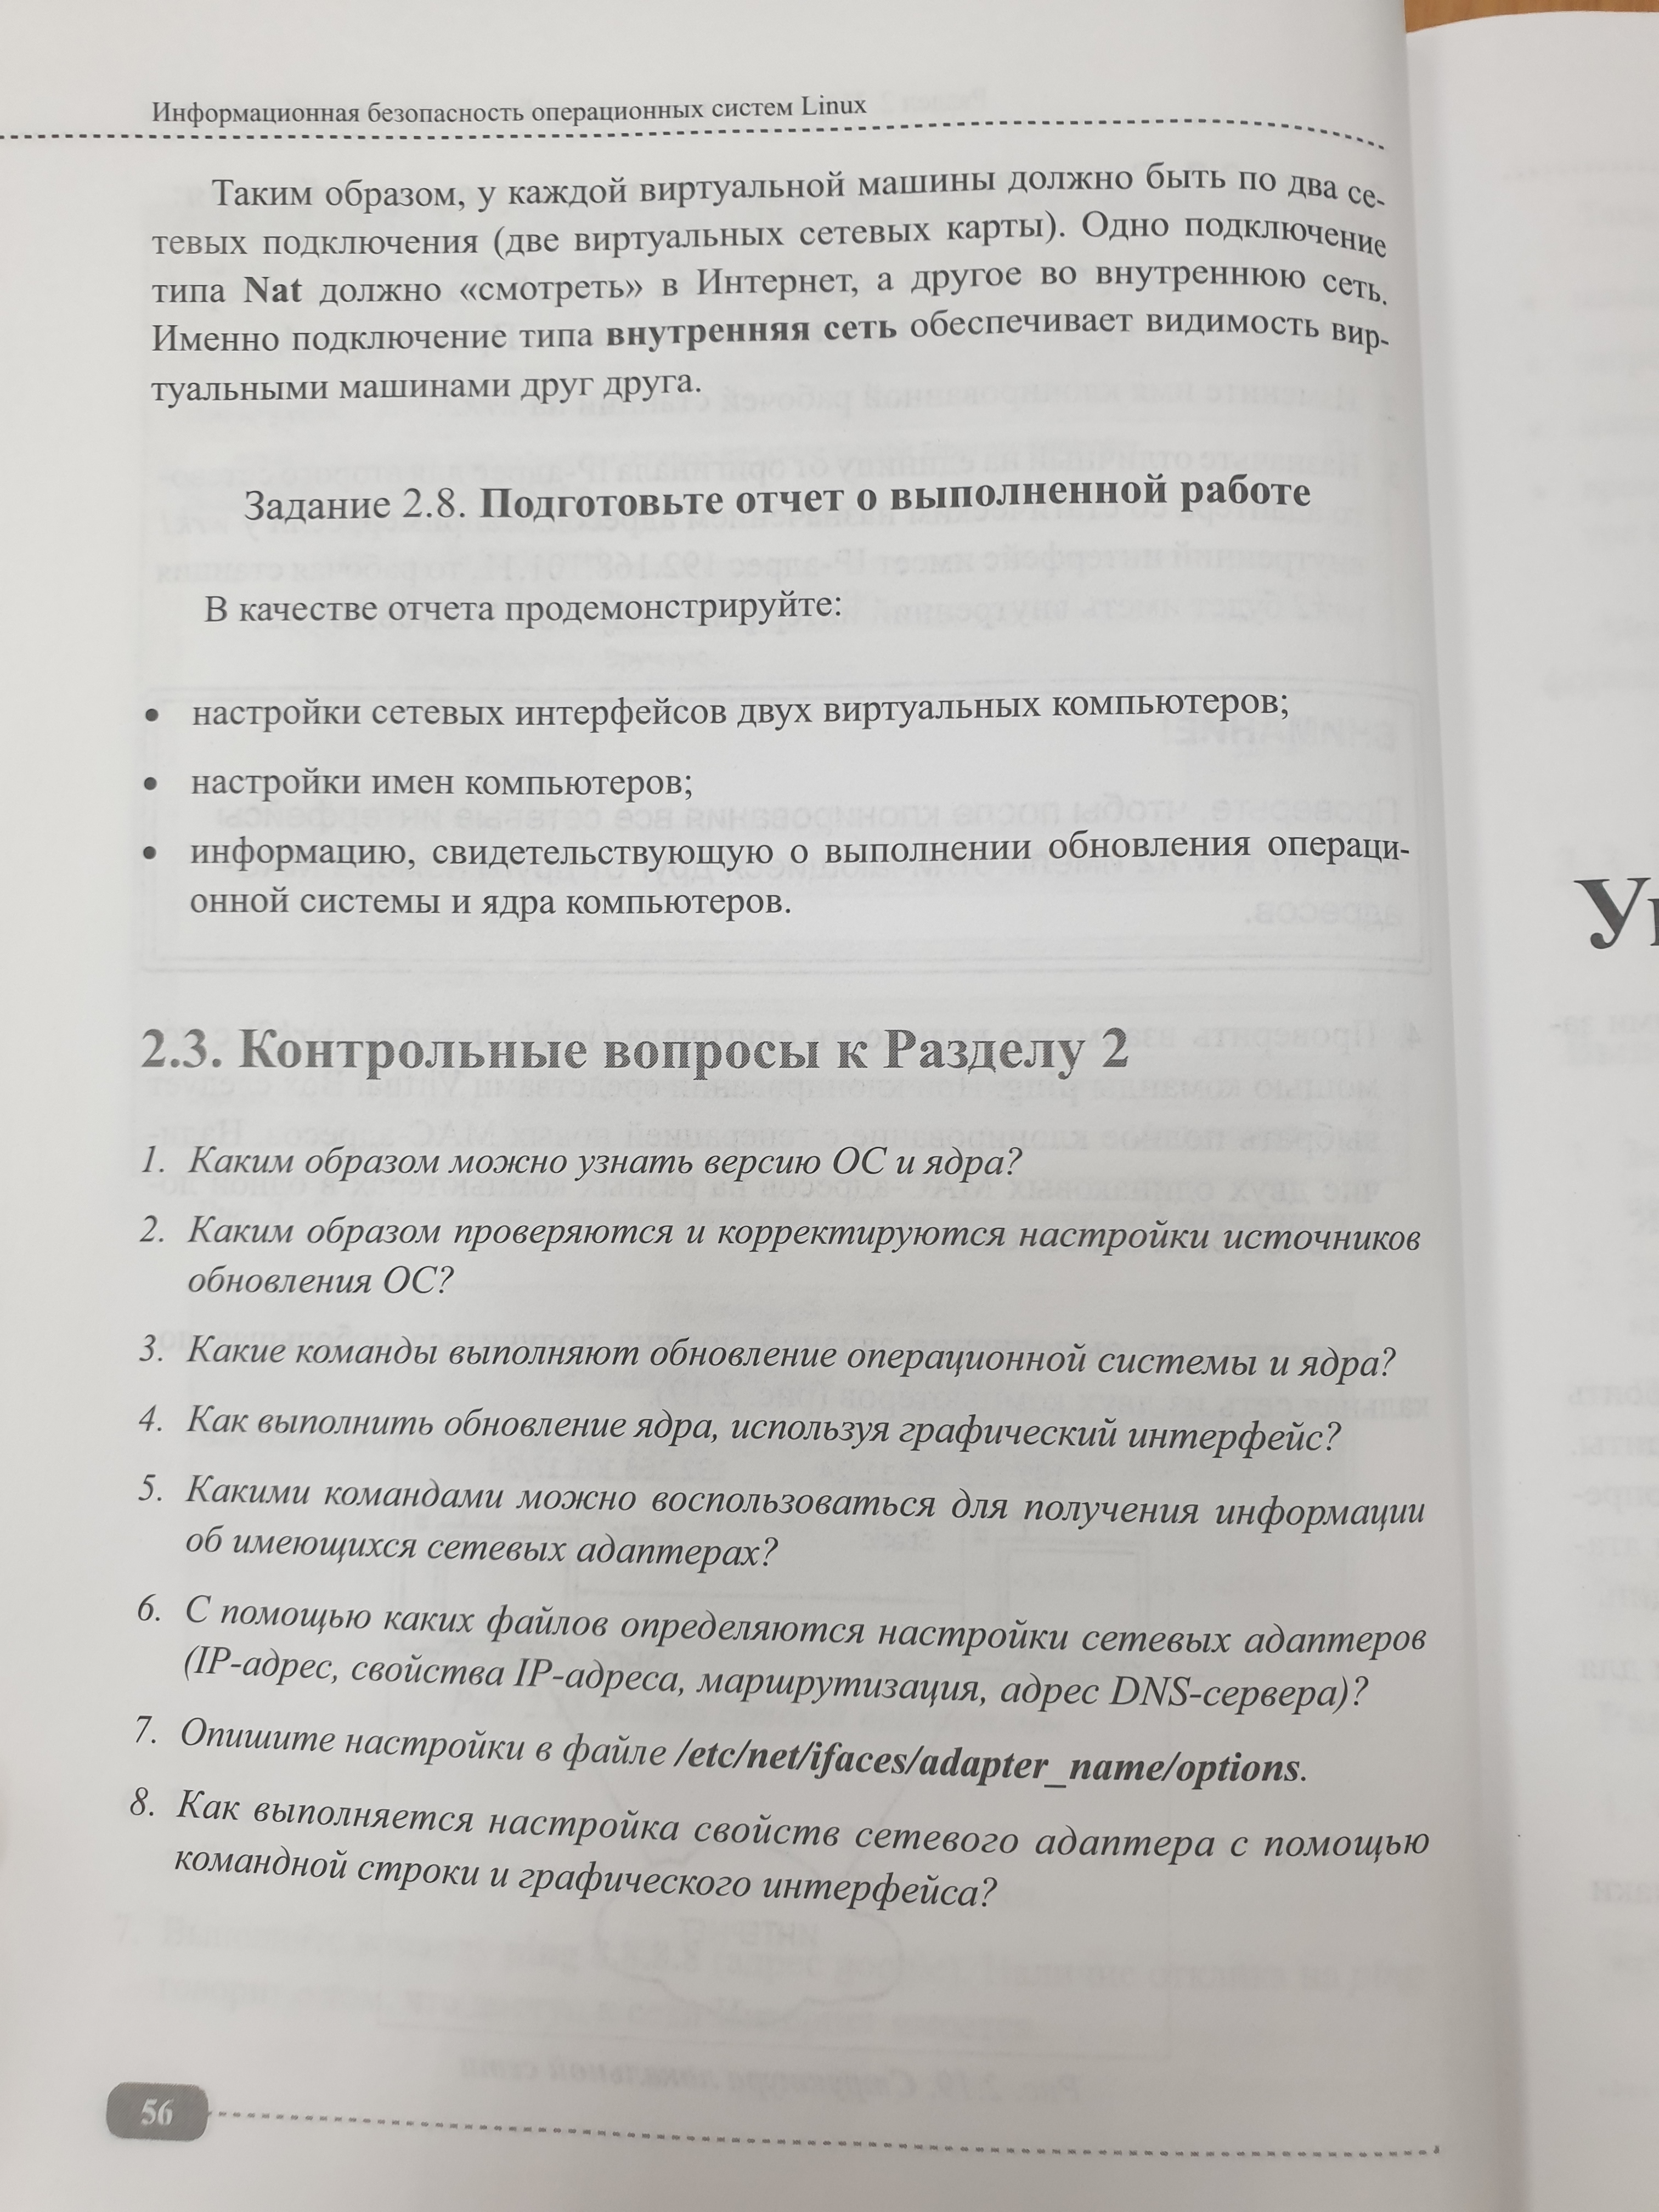 Информационная безопасность операционных систем Linux
Таким образом, у каждой виртуальной машины должно быть по два се-
тевых подключения (две виртуальных сетевых карты). Одно подключение
типа Nat должно «смотреть» в Интернет, а другое во внутреннюю сеть.
Именно подключение типа внутренняя сеть обеспечивает видимость вир-
туальными машинами друг друга.
Задание 2.8. Подготовьте отчет о выполненной работе
В качестве отчета продемонстрируйте:
• настройки сетевых интерфейсов двух виртуальных компьютеров;
• настройки имен компьютеров;
• информацию, свидетельствующую о выполнении обновления операци-
онной системы и ядра компьютеров.
2.3. Контрольные вопросы к Разделу 2
1. Каким образом можно узнать версию ОС и ядра?
2. Каким образом проверяются и корректируются настройки источников
обновления ОС?
3. Какие команды выполняют обновление операционной системы и ядра?
4. Как выполнить обновление ядра, используя графический интерфейс?
5. Какими командами можно воспользоваться для получения информации
об имеющихся сетевых адаптерах?
6. С помощью каких файлов определяются настройки сетевых адаптеров
(IP-адрес, свойства IP-адреса, маршрутизация, адрес DNS-сервера)?
7. Опишите настройки в файле /etc/net/ifaces/adapter_name/options.
8. Как выполняется настройка свойств сетевого адаптера с помощью
командной строки и графического интерфейса?
56